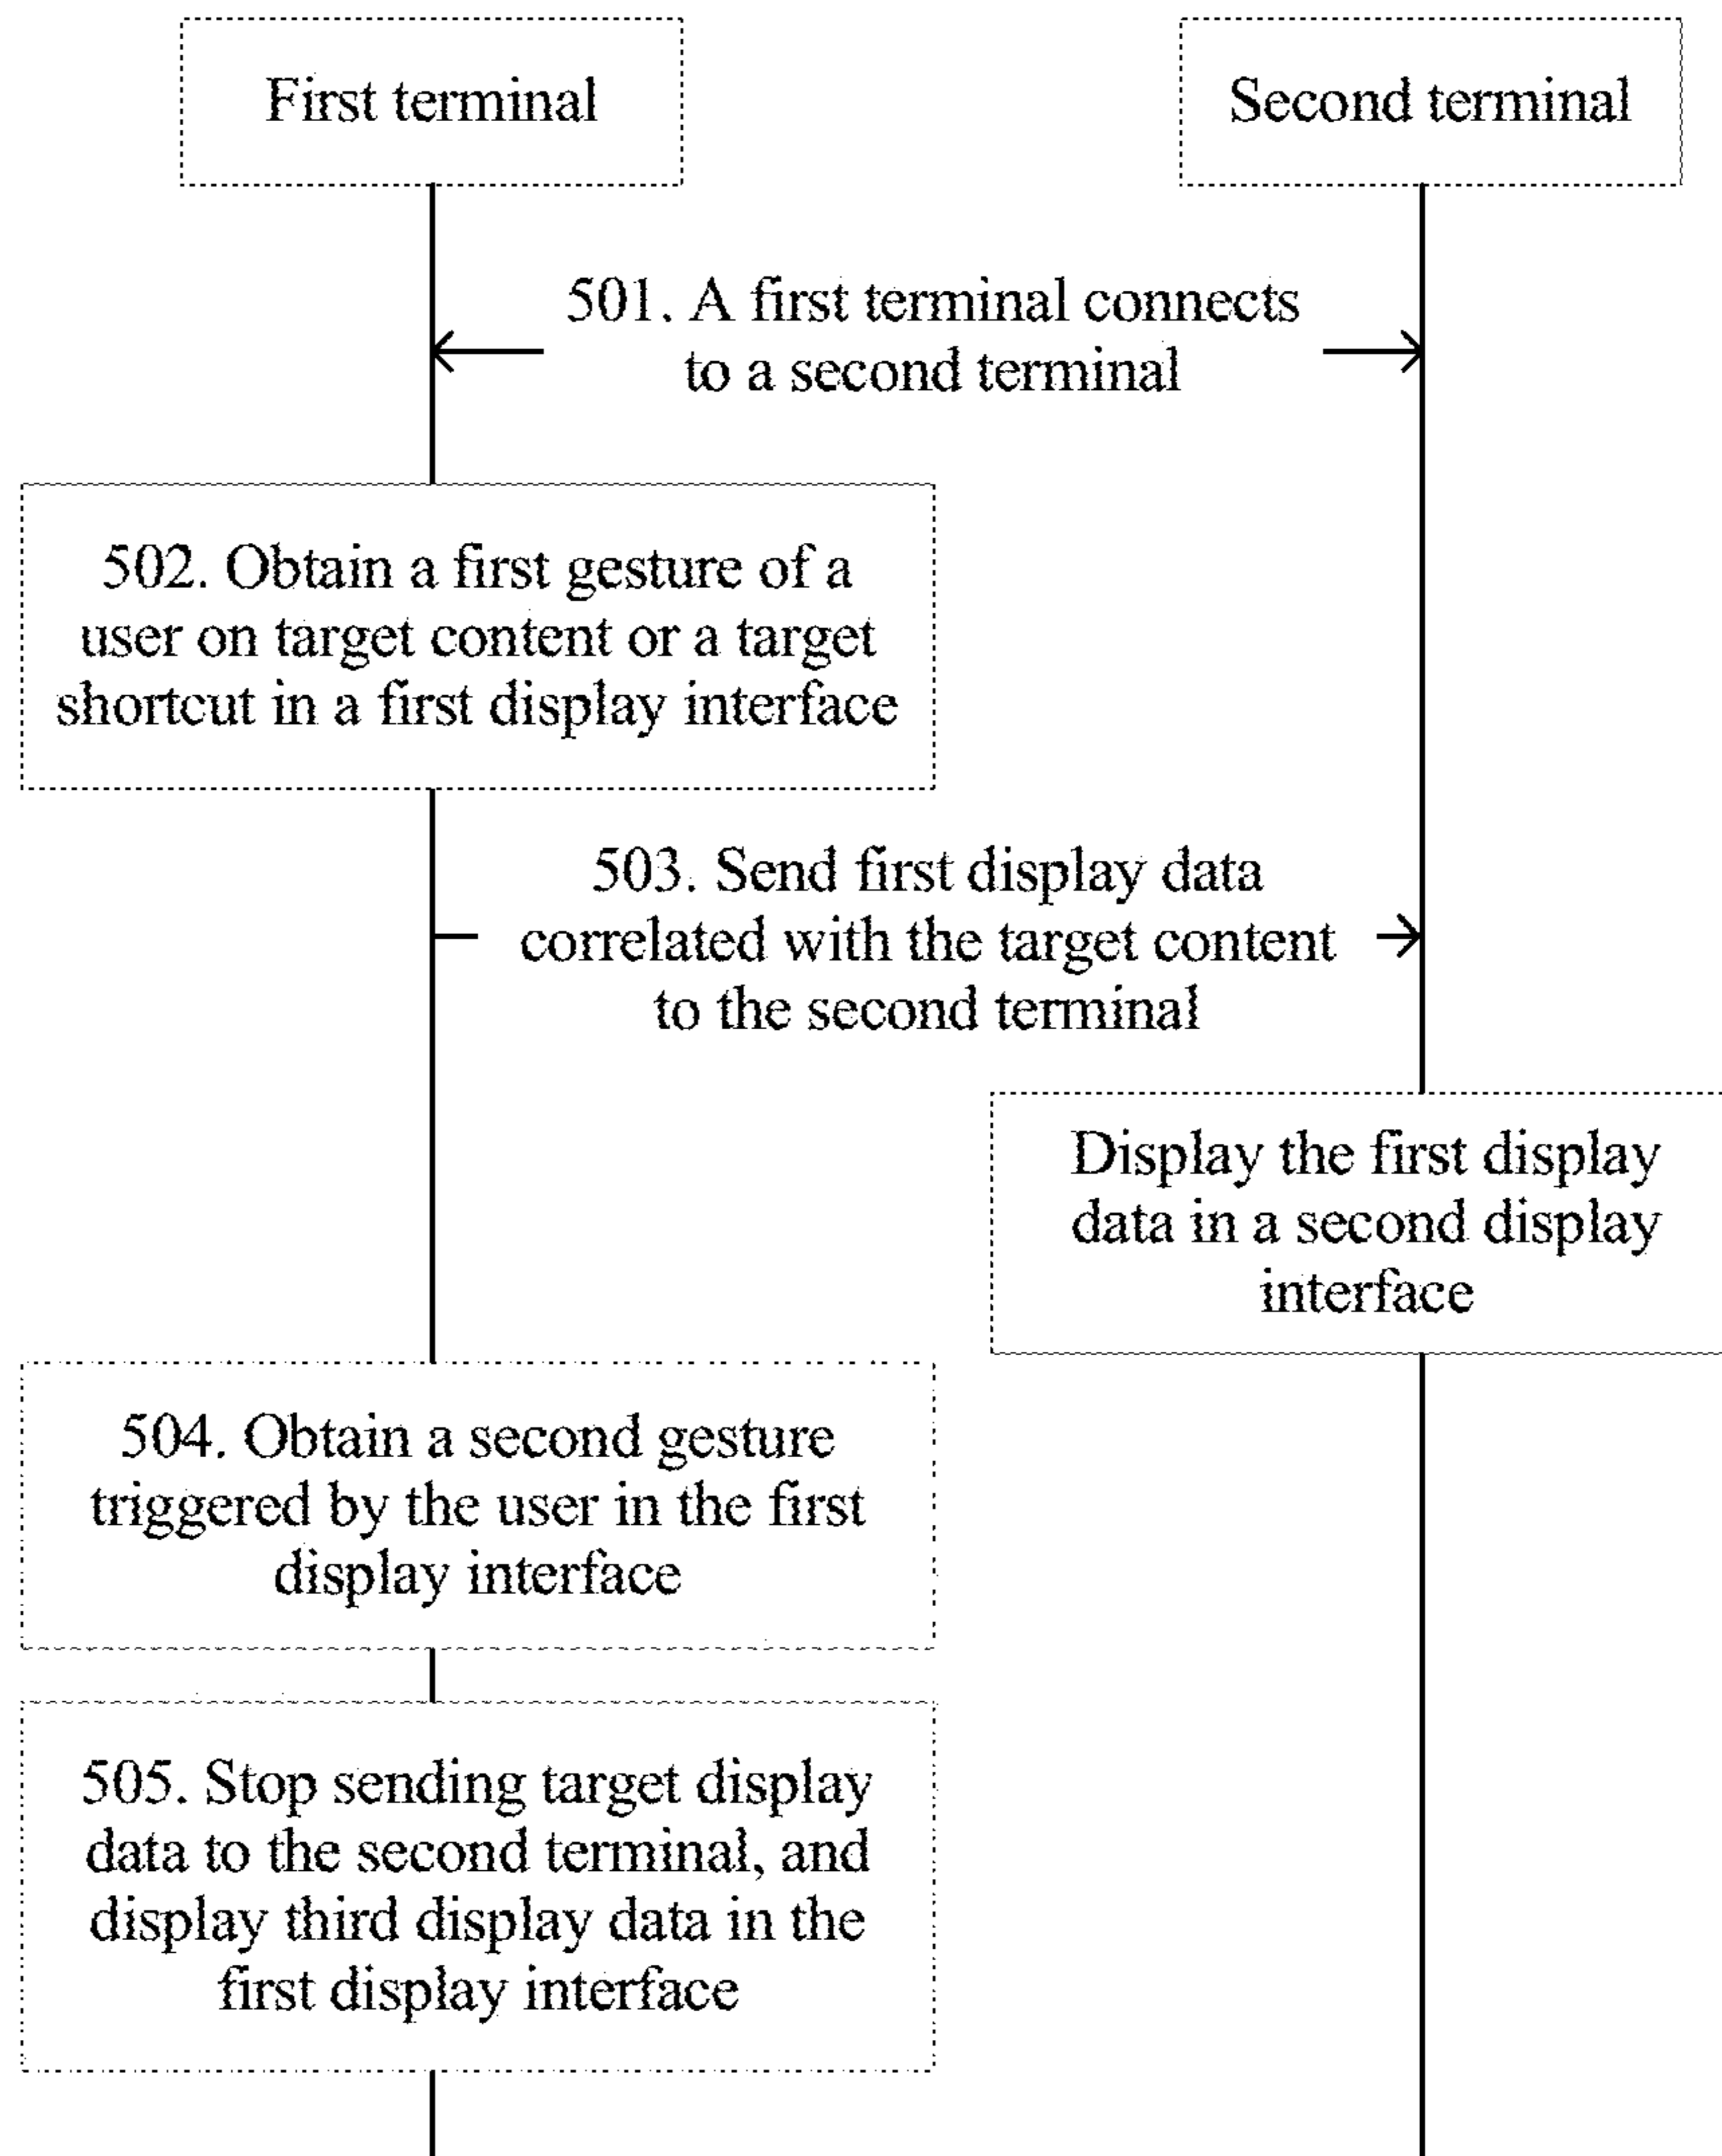 First terminal
Second terminal
501. A first terminal connects
to a second terminal
502. Obtain a first gesture of a
user on target content or a target
shortcut in a first display interface
503. Send first display data
correlated with the target content
to the second terminal
Display the first display
data in a second display
interface
504. Obtain a second gesture
triggered by the user in the first
display interface
505. Stop sending target display
data to the second terminal, and
display third display data in the
first display interface